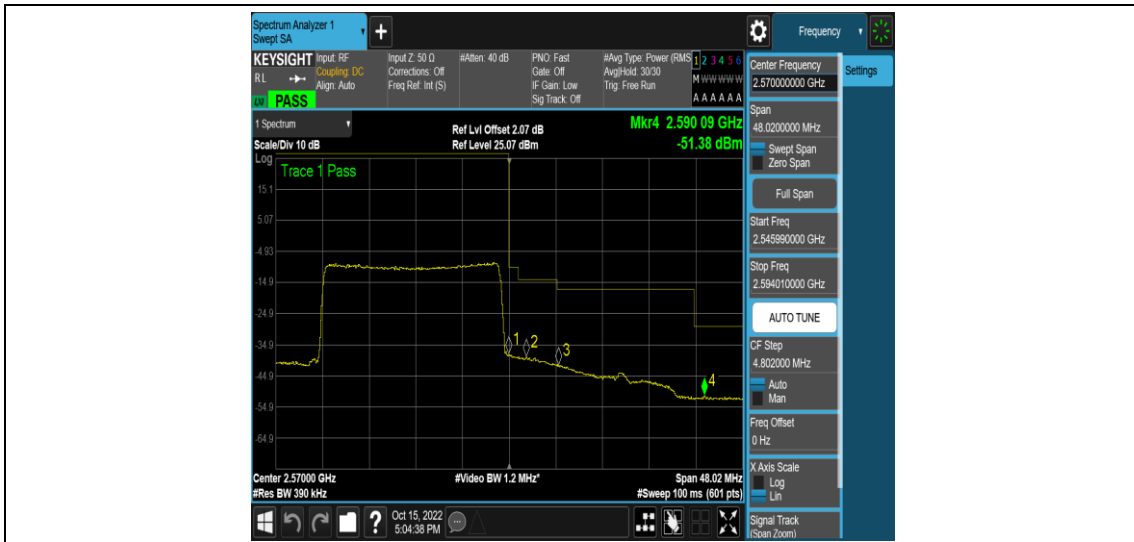 Spectrum Analyzer 1
Swept SA
+
Frequency
KEYSIGHT
RL
LXI
PASS
Input: RF
Coupling: DC
Align: Auto
Input Z: 50 Ω
Corrections: Off
Freq Ref: Int (S)
#Atten: 40 dB
PNO: Fast
Gate: Off
IF Gain: Low
Sig Track: Off
#Avg Type: Power (RMS
Avg|Hold: 30/30
Trig: Free Run
1 2 3 4 5 6
M W W W W W
A A A A A A
1 Spectrum
Scale/Div 10 dB
Ref Lvl Offset 2.07 dB
Ref Level 25.07 dBm
Mkr4 2.590 09 GHz
-51.38 dBm
Log
Trace 1 Pass
15.1
5.07
-4.93
-14.9
-24.9
-34.9
-44.9
-54.9
-64.9
1
2
3
4
Center 2.57000 GHz
#Res BW 390 kHz
#Video BW 1.2 MHz*
Span 48.02 MHz
#Sweep 100 ms (601 pts)
?
Oct 15, 2022
5:04:38 PM
Center Frequency
2.570000000 GHz
Settings
Span
48.0200000 MHz
Swept Span
Zero Span
Full Span
Start Freq
2.545990000 GHz
Stop Freq
2.594010000 GHz
AUTO TUNE
CF Step
4.802000 MHz
Auto
Man
Freq Offset
0 Hz
X Axis Scale
Log
Lin
Signal Track
(Span Zoom)